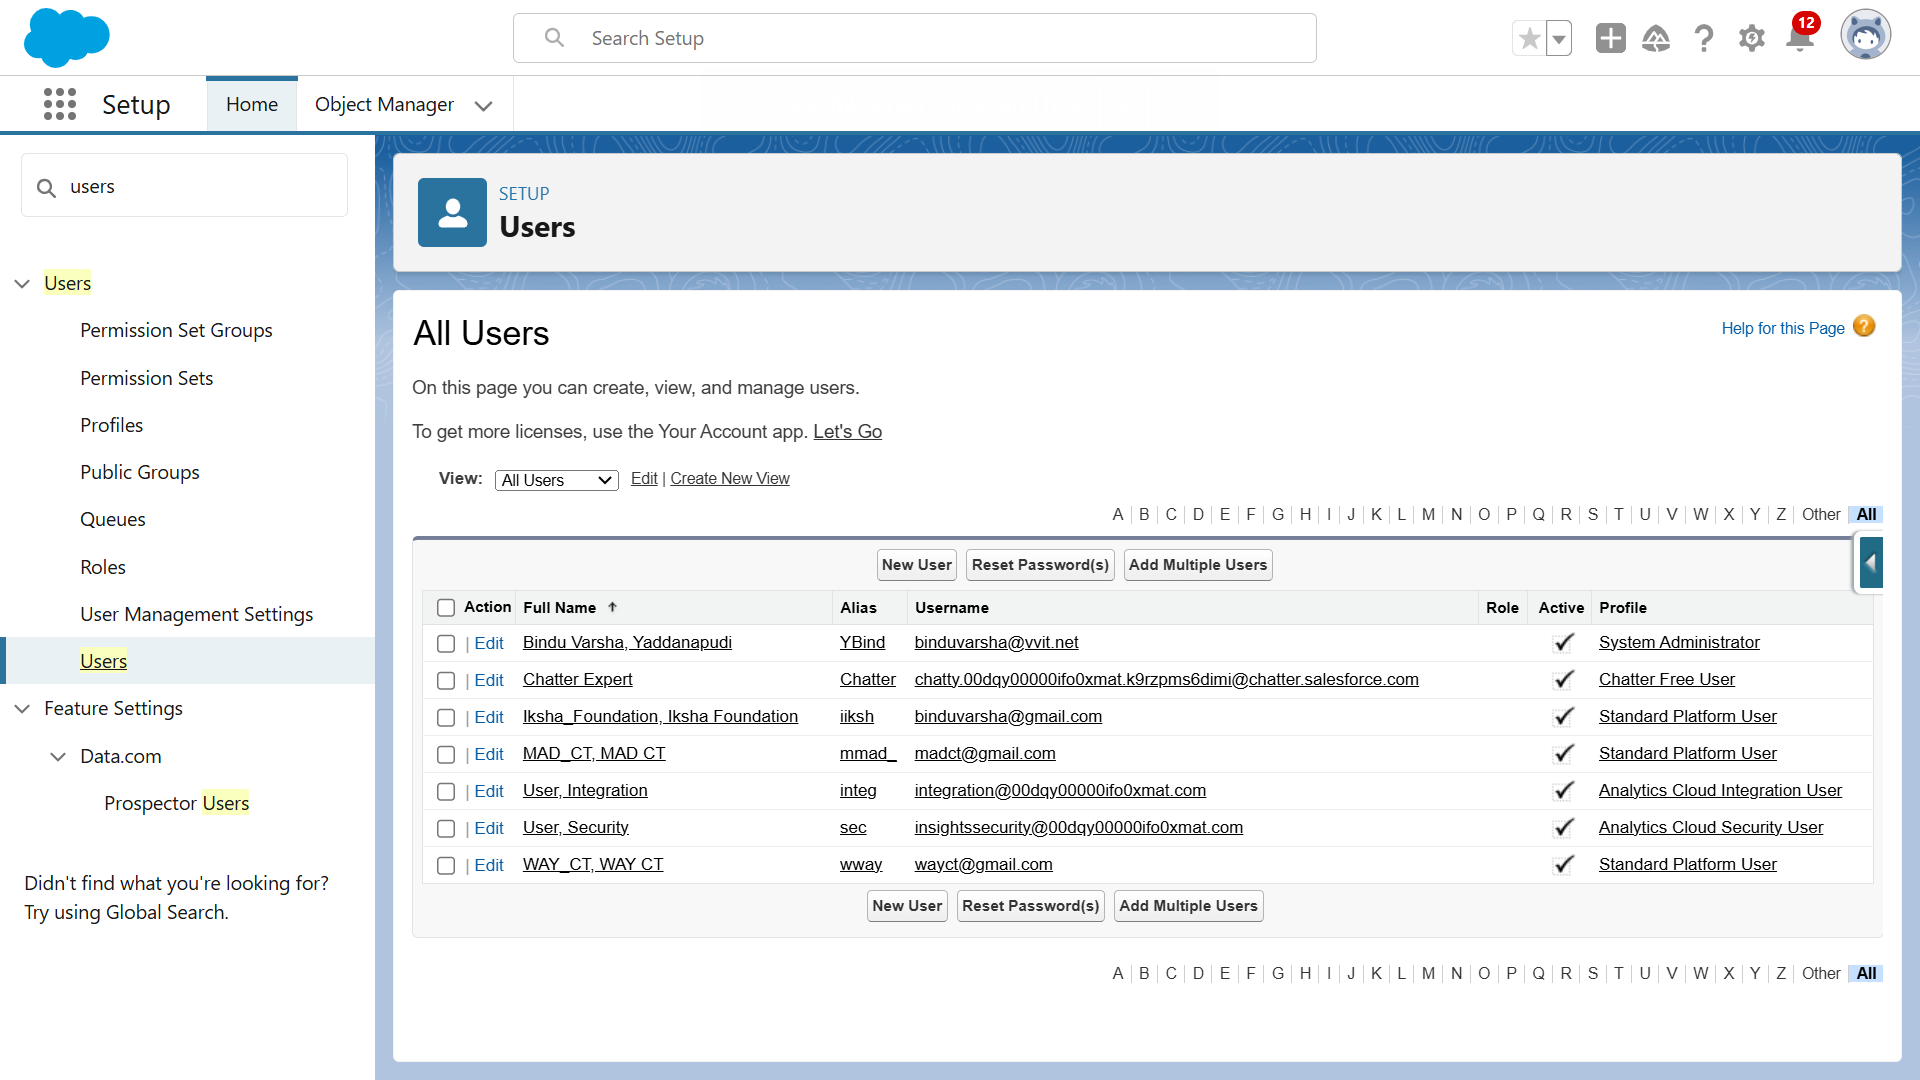 Search Setup
12
Setup
Home
Object Manager
users
Users
Permission Set Groups
Permission Sets
Profiles
Public Groups
Queues
Roles
User Management Settings
Users
Feature Settings
Data.com
Prospector Users
Didn't find what you're looking for?
Try using Global Search.
SETUP
Users
All Users
Help for this Page ?
On this page you can create, view, and manage users.
To get more licenses, use the Your Account app. Let's Go
View: All Users Edit | Create New View
A B C D E F G H I J K L M N O P Q R S T U V W X Y Z Other All
New User Reset Password(s) Add Multiple Users
Action Full Name ↑ Alias Username Role Active Profile
| Edit Bindu Varsha, Yaddanapudi YBind binduvarsha@vvit.net System Administrator
| Edit Chatter Expert Chatter chatty.00dqy00000ifo0xmat.k9rzpms6dimi@chatter.salesforce.com Chatter Free User
| Edit Iksha_Foundation, Iksha Foundation iiksh binduvarsha@gmail.com Standard Platform User
| Edit MAD_CT, MAD CT mmad_ madct@gmail.com Standard Platform User
| Edit User, Integration integ integration@00dqy00000ifo0xmat.com Analytics Cloud Integration User
| Edit User, Security sec insightssecurity@00dqy00000ifo0xmat.com Analytics Cloud Security User
| Edit WAY_CT, WAY CT wway wayct@gmail.com Standard Platform User
New User Reset Password(s) Add Multiple Users
A B C D E F G H I J K L M N O P Q R S T U V W X Y Z Other All